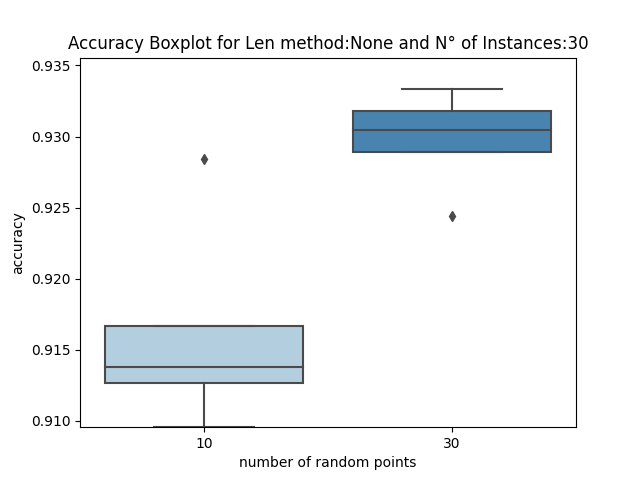 Accuracy Boxplot for Len method:None and N° of Instances:30
0.935
0.930
0.925
0.920
0.915
0.910
accuracy
10 30
number of random points